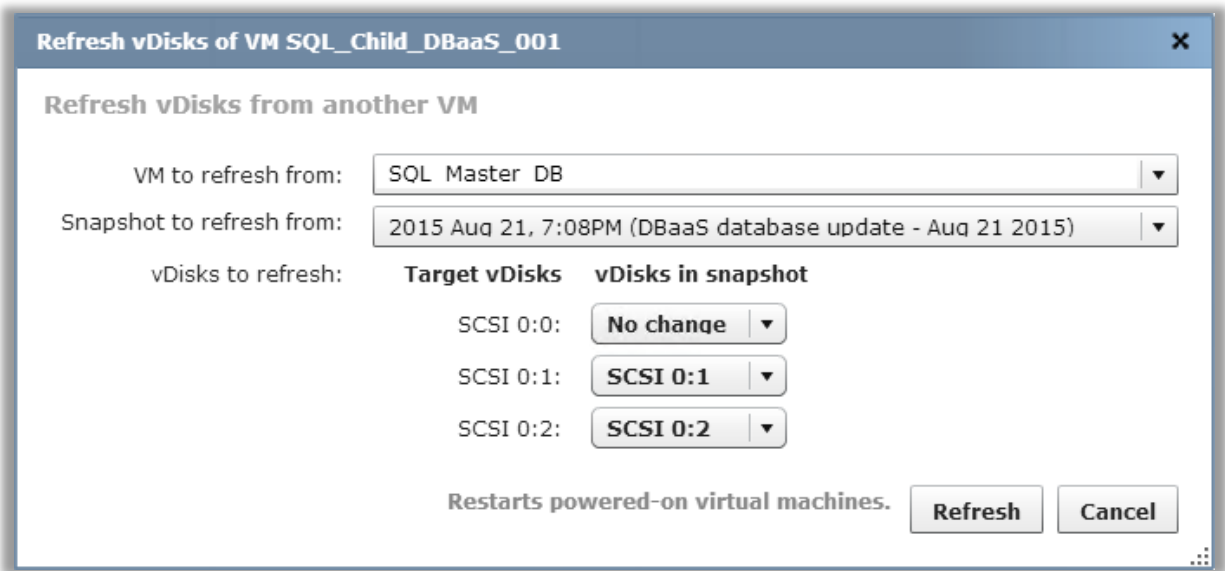 Refresh vDisks of VM SQL_Child_DBaaS_001
Refresh vDisks from another VM
VM to refresh from: SQL_Master_DB
Snapshot to refresh from: 2015 Aug 21, 7:08PM (DBaaS database update - Aug 21 2015)
vDisks to refresh: Target vDisks vDisks in snapshot
SCSI 0:0: No change
SCSI 0:1: SCSI 0:1
SCSI 0:2: SCSI 0:2
Restarts powered-on virtual machines. Refresh Cancel